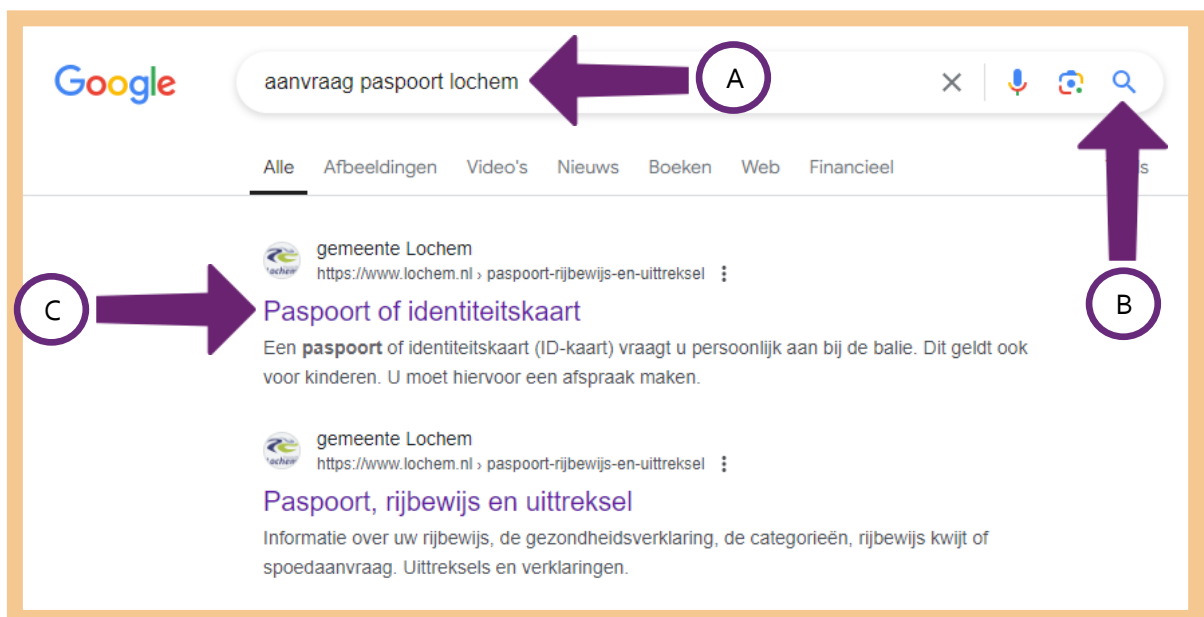 Google
aanvraag paspoort lochem
A
Alle Afbeeldingen Video's Nieuws Boeken Web Financieel
B
gemeente Lochem
https://www.lochem.nl › paspoort-rijbewijs-en-uittreksel
C
Paspoort of identiteitskaart
Een paspoort of identiteitskaart (ID-kaart) vraagt u persoonlijk aan bij de balie. Dit geldt ook
voor kinderen. U moet hiervoor een afspraak maken.
gemeente Lochem
https://www.lochem.nl › paspoort-rijbewijs-en-uittreksel
Paspoort, rijbewijs en uittreksel
Informatie over uw rijbewijs, de gezondheidsverklaring, de categorieën, rijbewijs kwijt of
spoedaanvraag. Uittreksels en verklaringen.